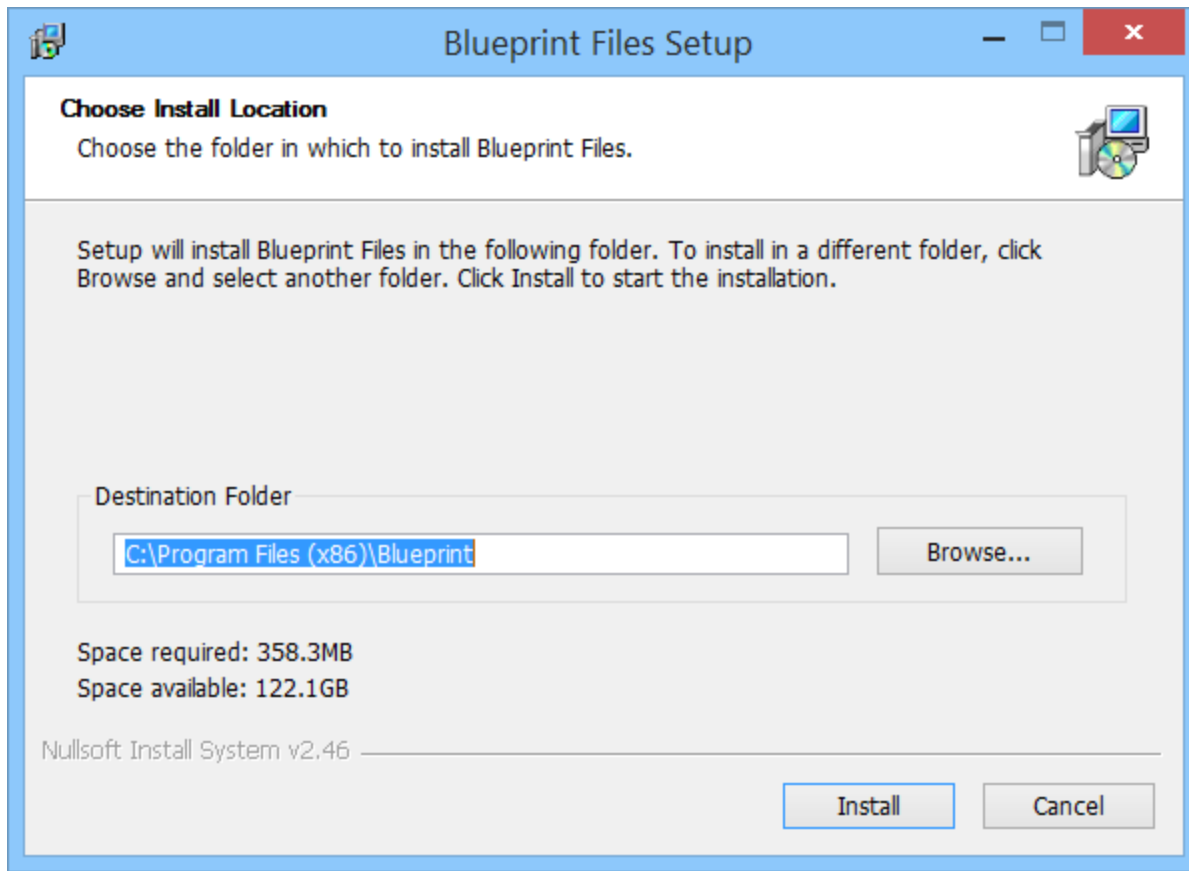 Blueprint Files Setup
Choose Install Location
Choose the folder in which to install Blueprint Files.
Setup will install Blueprint Files in the following folder. To install in a different folder, click
Browse and select another folder. Click Install to start the installation.
Destination Folder
C:\Program Files (x86)\Blueprint
Browse...
Space required: 358.3MB
Space available: 122.1GB
Nullsoft Install System v2.46
Install
Cancel